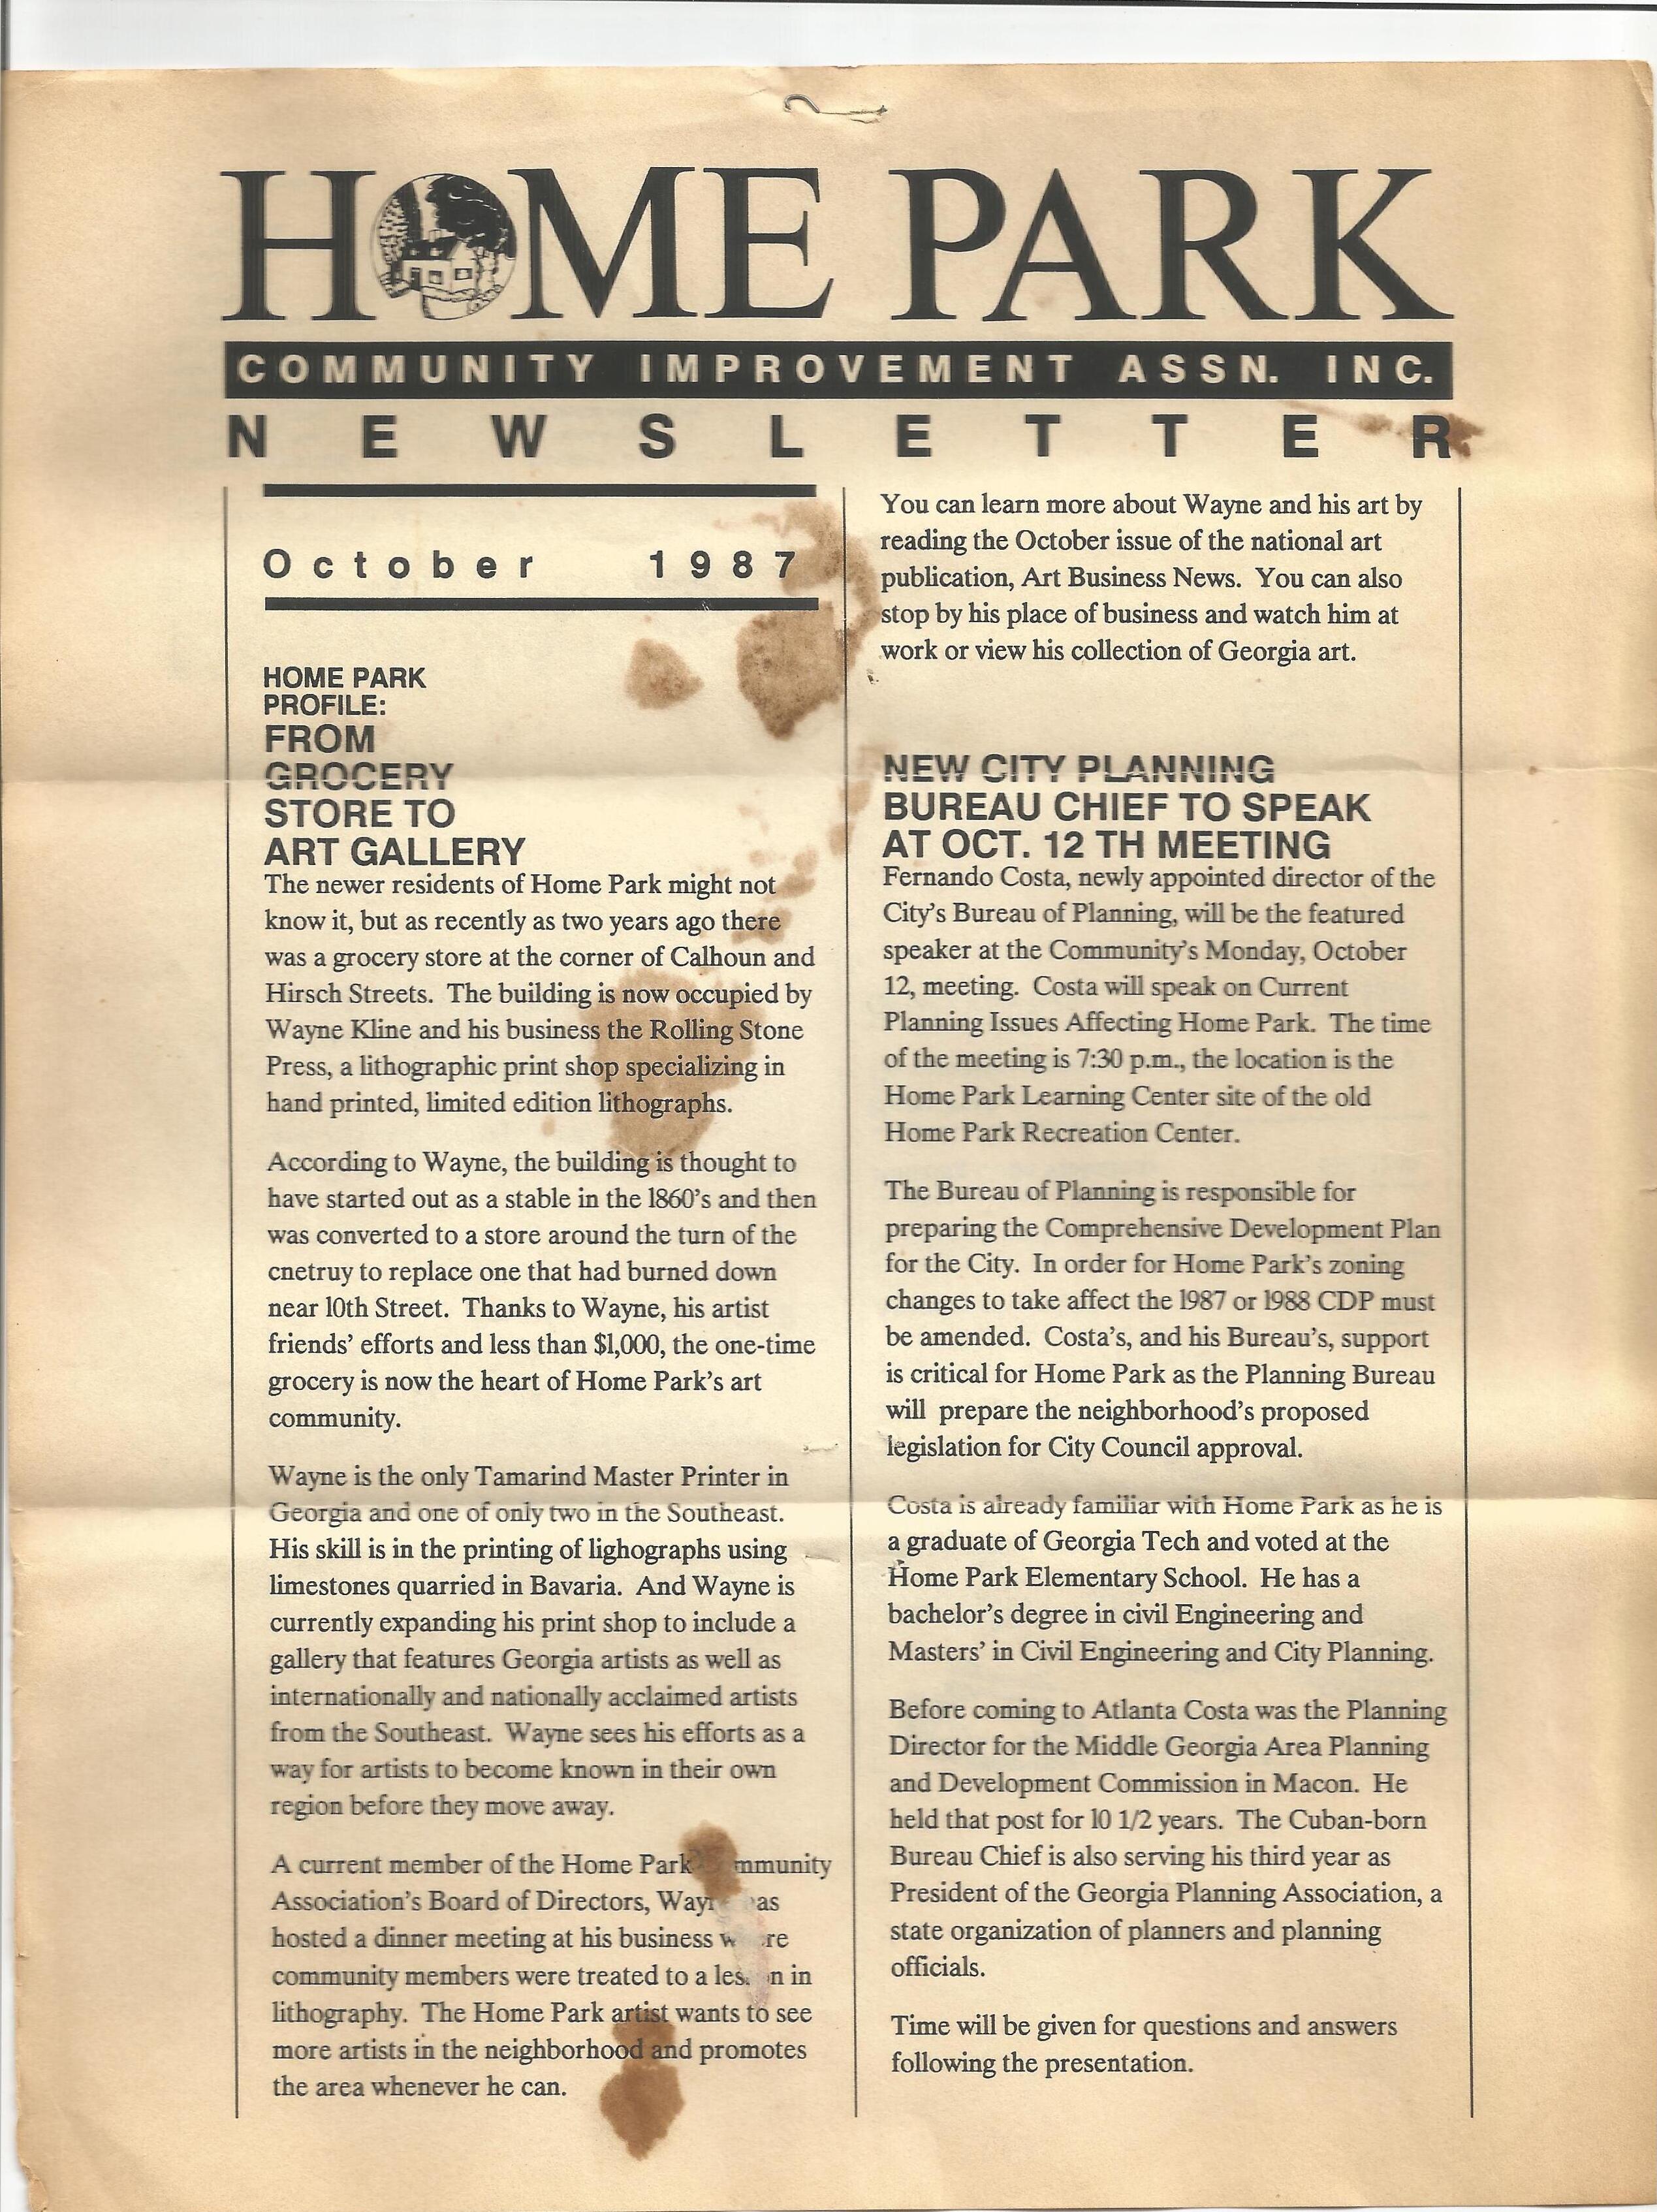 HOME PARK
COMMUNITY IMPROVEMENT ASSN. INC.
NEWSLETTER
October 1987
HOME PARK
PROFILE:
FROM
GROCERY
STORE TO
ART GALLERY
The newer residents of Home Park might not
know it, but as recently as two years ago there
was a grocery store at the corner of Calhoun and
Hirsch Streets. The building is now occupied by
Wayne Kline and his business the Rolling Stone
Press, a lithographic print shop specializing in
hand printed, limited edition lithographs.
According to Wayne, the building is thought to
have started out as a stable in the 1860's and then
was converted to a store around the turn of the
cnetruy to replace one that had burned down
near 10th Street. Thanks to Wayne, his artist
friends' efforts and less than $1,000, the one-time
grocery is now the heart of Home Park's art
community.
Wayne is the only Tamarind Master Printer in
Georgia and one of only two in the Southeast.
His skill is in the printing of lighographs using
limestones quarried in Bavaria. And Wayne is
currently expanding his print shop to include a
gallery that features Georgia artists as well as
internationally and nationally acclaimed artists
from the Southeast. Wayne sees his efforts as a
way for artists to become known in their own
region before they move away.
A current member of the Home Park mmunity
Association's Board of Directors, Way as
hosted a dinner meeting at his business w re
community members were treated to a les n in
lithography. The Home Park artist wants to see
more artists in the neighborhood and promotes
the area whenever he can.
You can learn more about Wayne and his art by
reading the October issue of the national art
publication, Art Business News. You can also
stop by his place of business and watch him at
work or view his collection of Georgia art.
NEW CITY PLANNING
BUREAU CHIEF TO SPEAK
AT OCT. 12 TH MEETING
Fernando Costa, newly appointed director of the
City's Bureau of Planning, will be the featured
speaker at the Community's Monday, October
12, meeting. Costa will speak on Current
Planning Issues Affecting Home Park. The time
of the meeting is 7:30 p.m., the location is the
Home Park Learning Center site of the old
Home Park Recreation Center.
The Bureau of Planning is responsible for
preparing the Comprehensive Development Plan
for the City. In order for Home Park's zoning
changes to take affect the 1987 or 1988 CDP must
be amended. Costa's, and his Bureau's, support
is critical for Home Park as the Planning Bureau
will prepare the neighborhood's proposed
legislation for City Council approval.
Costa is already familiar with Home Park as he is
a graduate of Georgia Tech and voted at the
Home Park Elementary School. He has a
bachelor's degree in civil Engineering and
Masters' in Civil Engineering and City Planning.
Before coming to Atlanta Costa was the Planning
Director for the Middle Georgia Area Planning
and Development Commission in Macon. He
held that post for 10 1/2 years. The Cuban-born
Bureau Chief is also serving his third year as
President of the Georgia Planning Association, a
state organization of planners and planning
officials.
Time will be given for questions and answers
following the presentation.